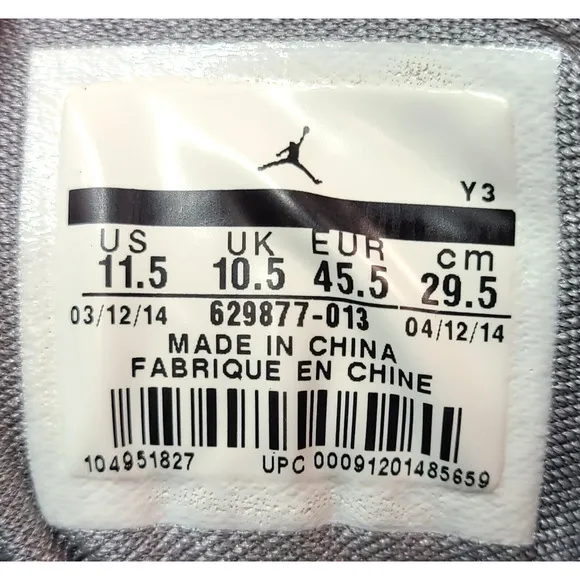 Y3
US UK EUR cm
11.5 10.5 45.5 29.5
03/12/14 629877-013 04/12/14
MADE IN CHINA
FABRIQUE EN CHINE
104951827 UPC 00091201485659